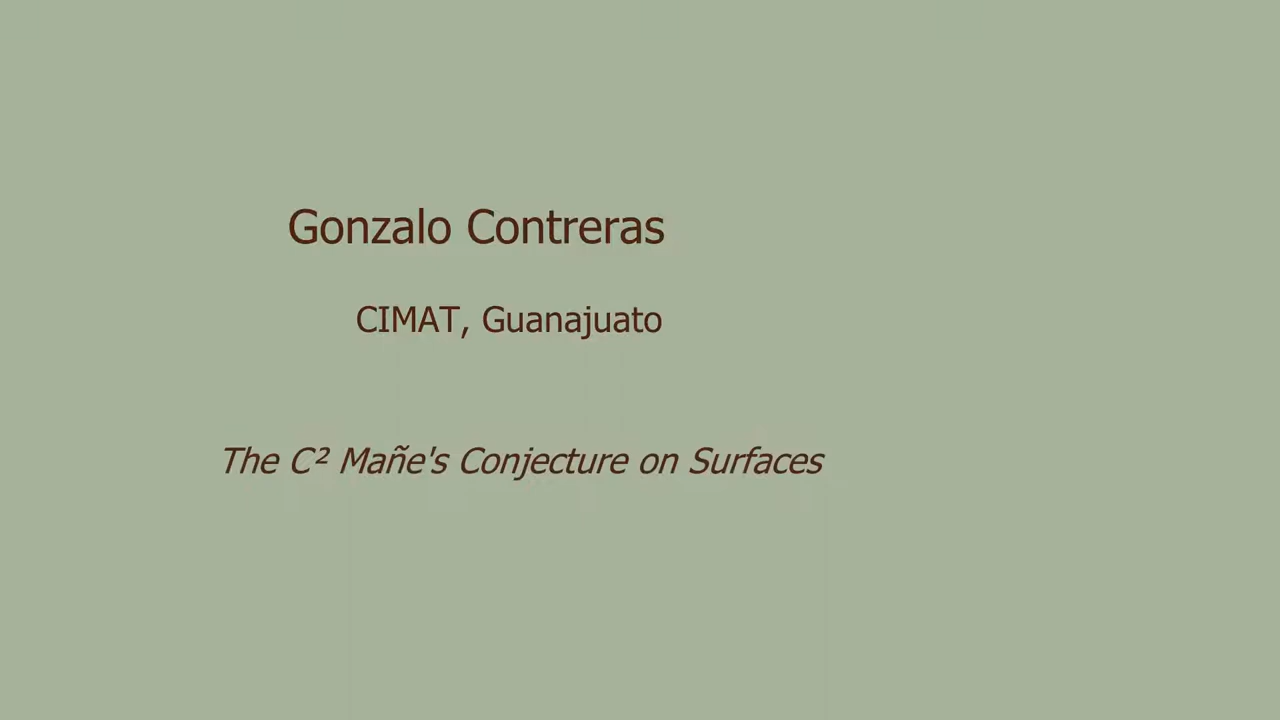 Gonzalo Contreras
CIMAT, Guanajuato
The C² Mañe's Conjecture on Surfaces